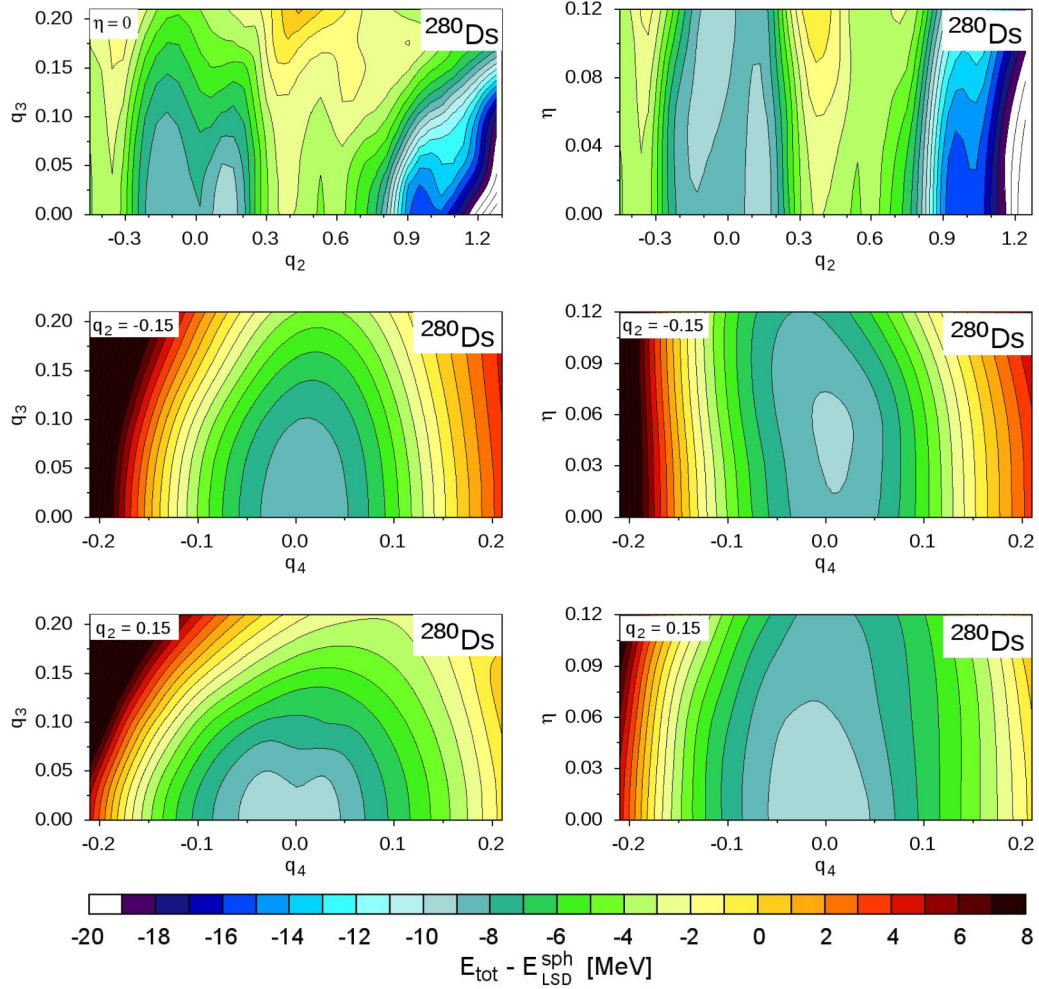 0.20
0.15
0.10
0.05
0.00
q3
η = 0
280Ds
-0.3 0.0 0.3 0.6 0.9 1.2
q2
0.12
0.08
0.04
0.00
η
280Ds
-0.3 0.0 0.3 0.6 0.9 1.2
q2
0.20
0.15
0.10
0.05
0.00
q3
q2 = -0.15
280Ds
-0.2 -0.1 0.0 0.1 0.2
q4
0.12
0.09
0.06
0.03
0.00
η
q2 = -0.15
280Ds
-0.2 -0.1 0.0 0.1 0.2
q4
0.20
0.15
0.10
0.05
0.00
q3
q2 = 0.15
280Ds
-0.2 -0.1 0.0 0.1 0.2
q4
0.12
0.09
0.06
0.03
0.00
η
q2 = 0.15
280Ds
-0.2 -0.1 0.0 0.1 0.2
q4
-20 -18 -16 -14 -12 -10 -8 -6 -4 -2 0 2 4 6 8
Etot - EsphLSD [MeV]